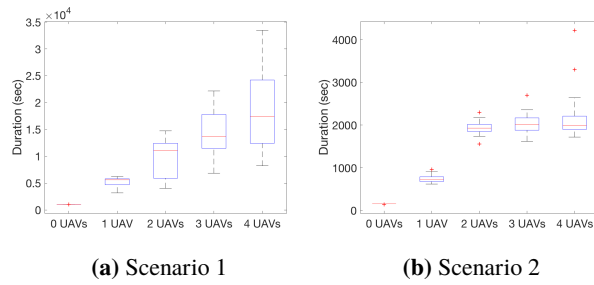 ×10⁴
3.5
3
2.5
2
1.5
1
0.5
0
Duration (sec)
0 UAVs 1 UAV 2 UAVs 3 UAVs 4 UAVs
(a) Scenario 1
4000
3000
2000
1000
0
Duration (sec)
0 UAVs 1 UAV 2 UAVs 3 UAVs 4 UAVs
(b) Scenario 2